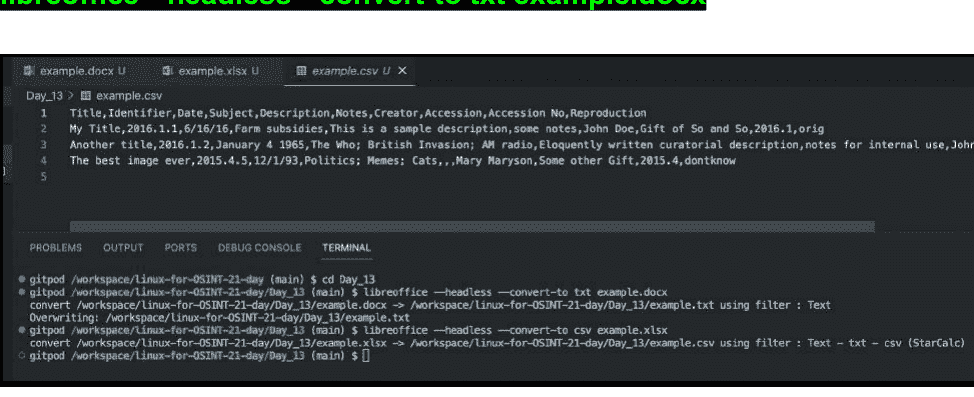 libreoffice --headless --convert-to txt example.docx
example.docx U example.xlsx U example.csv U ✕
Day_13 > example.csv
1 Title,Identifier,Date,Subject,Description,Notes,Creator,Accession,Accession No,Reproduction
2 My Title,2016.1.1,6/16/16,Farm subsidies,This is a sample description,some notes,John Doe,Gift of So and So,2016.1,orig
3 Another title,2016.1.2,January 4 1965,The Who; British Invasion; AM radio,Eloquently written curatorial description,notes for internal use,John
4 The best image ever,2015.4.5,12/1/93,Politics; Memes; Cats,,,Mary Maryson,Some other Gift,2015.4,dontknow
5
PROBLEMS OUTPUT PORTS DEBUG CONSOLE TERMINAL
gitpod /workspace/linux-for-OSINT-21-day (main) $ cd Day_13
gitpod /workspace/linux-for-OSINT-21-day/Day_13 (main) $ libreoffice --headless --convert-to txt example.docx
convert /workspace/linux-for-OSINT-21-day/Day_13/example.docx -> /workspace/linux-for-OSINT-21-day/Day_13/example.txt using filter : Text
Overwriting: /workspace/linux-for-OSINT-21-day/Day_13/example.txt
gitpod /workspace/linux-for-OSINT-21-day/Day_13 (main) $ libreoffice --headless --convert-to csv example.xlsx
convert /workspace/linux-for-OSINT-21-day/Day_13/example.xlsx -> /workspace/linux-for-OSINT-21-day/Day_13/example.csv using filter : Text - txt - csv (StarCalc)
gitpod /workspace/linux-for-OSINT-21-day/Day_13 (main) $